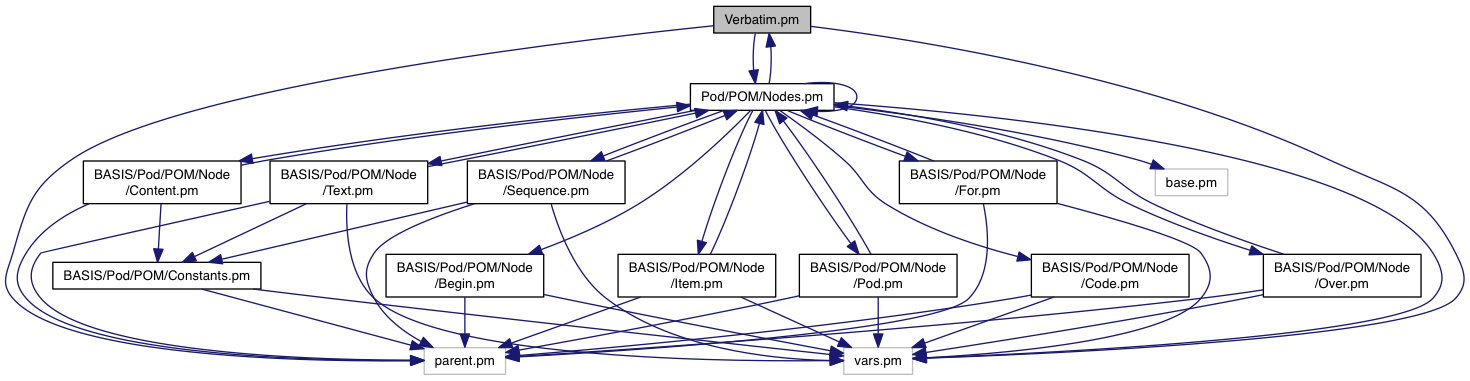 Verbatim.pm
Pod/POM/Nodes.pm
BASIS/Pod/POM/Node
/Content.pm
BASIS/Pod/POM/Node
/Text.pm
BASIS/Pod/POM/Node
/Sequence.pm
BASIS/Pod/POM/Node
/For.pm
base.pm
BASIS/Pod/POM/Constants.pm
BASIS/Pod/POM/Node
/Begin.pm
BASIS/Pod/POM/Node
/Item.pm
BASIS/Pod/POM/Node
/Pod.pm
BASIS/Pod/POM/Node
/Code.pm
BASIS/Pod/POM/Node
/Over.pm
parent.pm
vars.pm